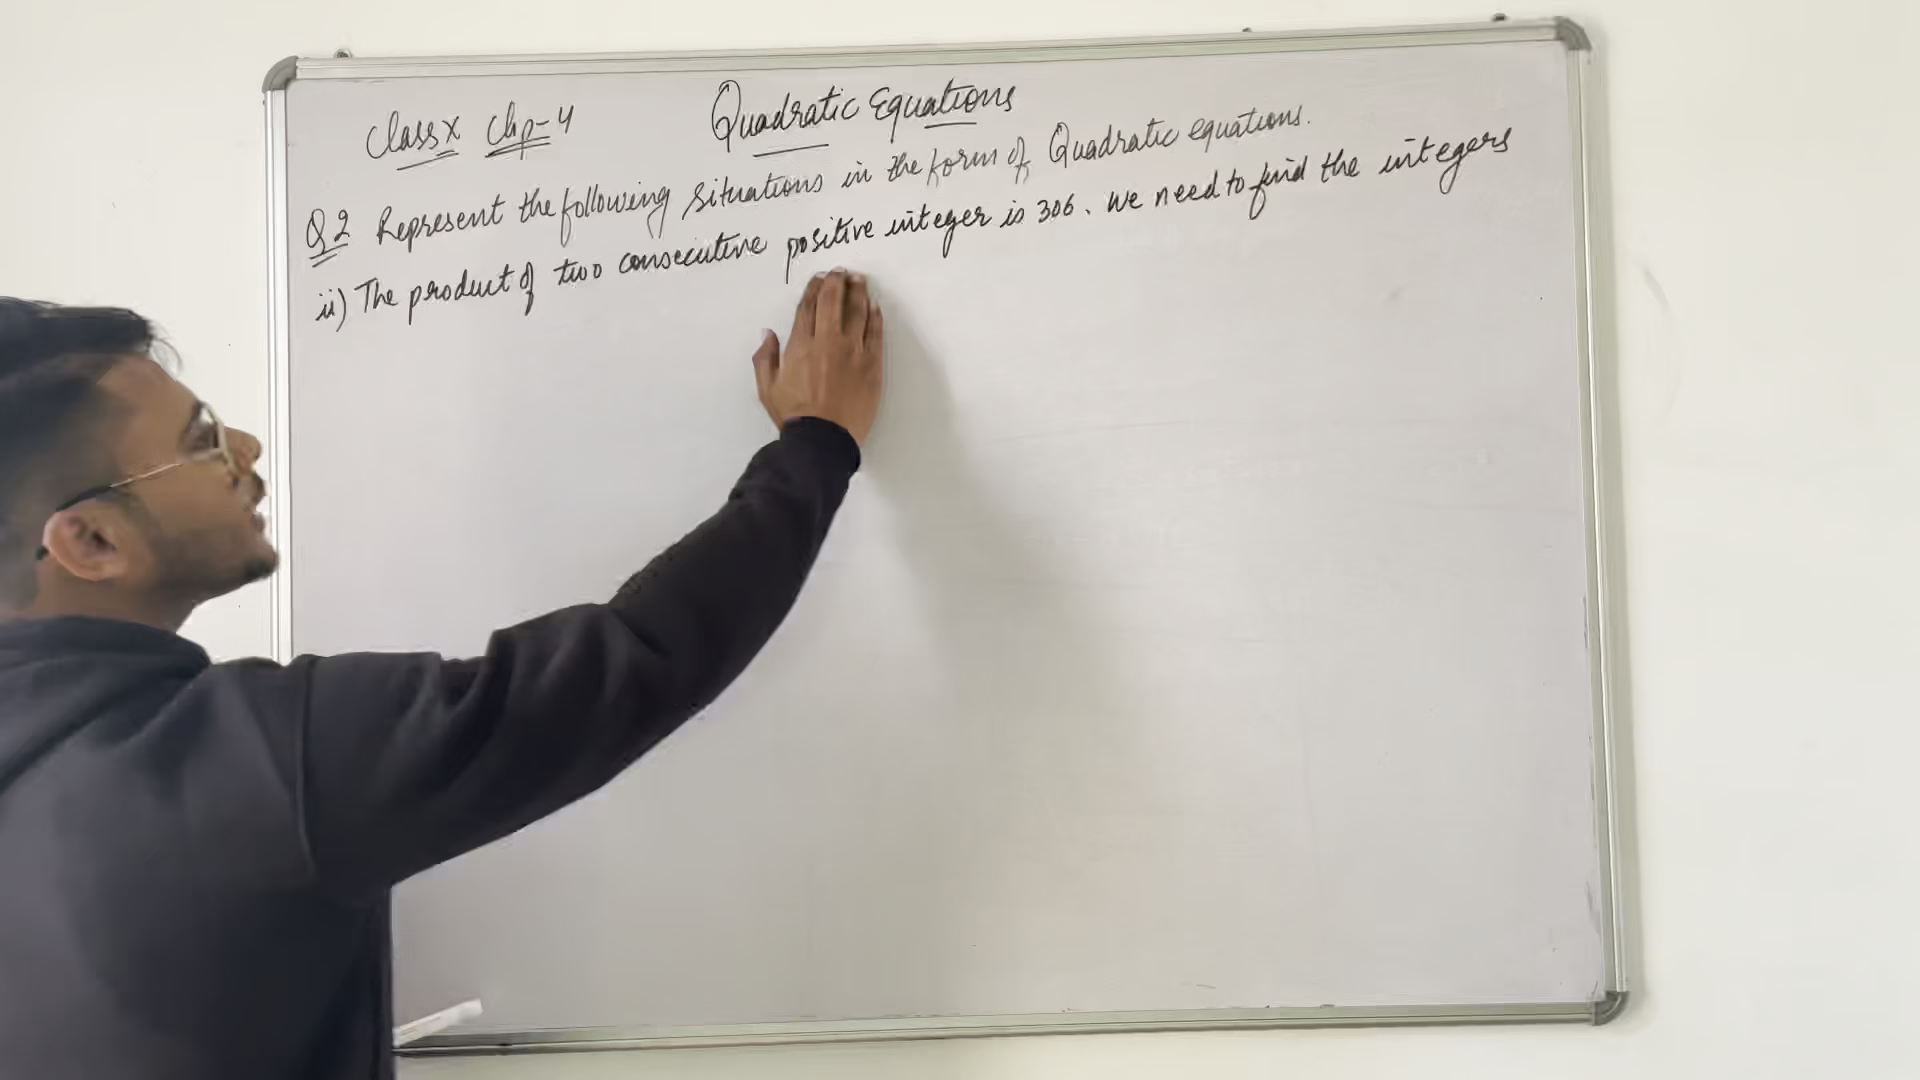 Class X Chp-4 Quadratic Equations
Q2 Represent the following situations in the form of Quadratic equations.
ii) The product of two consecutive positive integer is 306. We need to find the integers